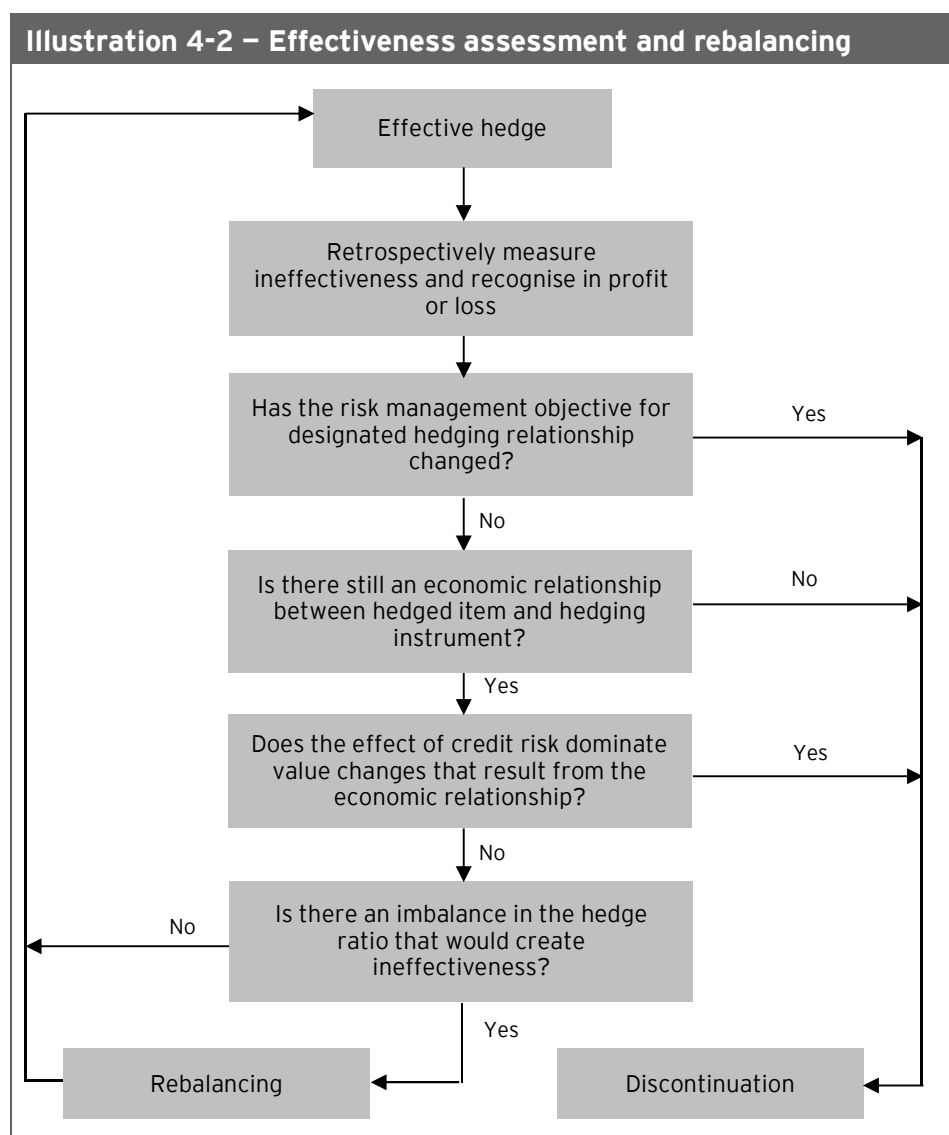 Illustration 4-2 – Effectiveness assessment and rebalancing
Effective hedge
Retrospectively measure
ineffectiveness and recognise in profit
or loss
Has the risk management objective for
designated hedging relationship
changed?
Yes
No
Is there still an economic relationship
between hedged item and hedging
instrument?
No
Yes
Does the effect of credit risk dominate
value changes that result from the
economic relationship?
Yes
No
Is there an imbalance in the hedge
ratio that would create
ineffectiveness?
No
Yes
Rebalancing
Discontinuation